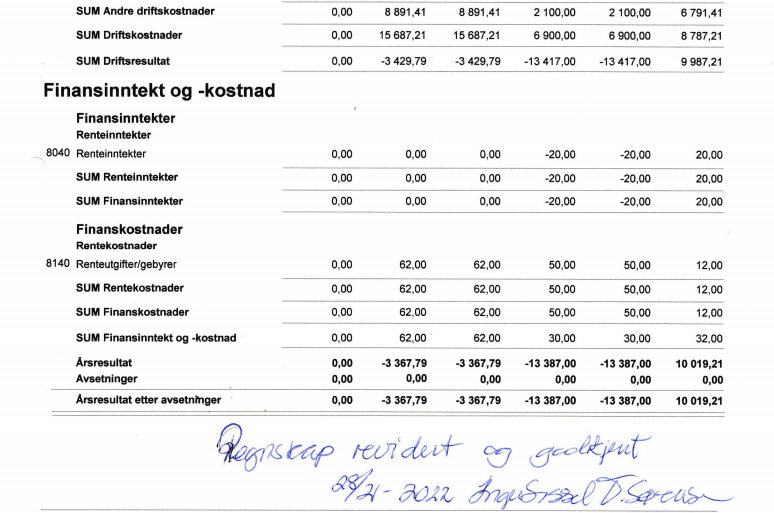 SUM Andre driftskostnader 0,00 8 891,41 8 891,41 2 100,00 2 100,00 6 791,41
SUM Driftskostnader 0,00 15 687,21 15 687,21 6 900,00 6 900,00 8 787,21
SUM Driftsresultat 0,00 -3 429,79 -3 429,79 -13 417,00 -13 417,00 9 987,21
Finansinntekt og -kostnad
Finansinntekter
Renteinntekter
8040 Renteinntekter 0,00 0,00 0,00 -20,00 -20,00 20,00
SUM Renteinntekter 0,00 0,00 0,00 -20,00 -20,00 20,00
SUM Finansinntekter 0,00 0,00 0,00 -20,00 -20,00 20,00
Finanskostnader
Rentekostnader
8140 Renteutgifter/gebyrer 0,00 62,00 62,00 50,00 50,00 12,00
SUM Rentekostnader 0,00 62,00 62,00 50,00 50,00 12,00
SUM Finanskostnader 0,00 62,00 62,00 50,00 50,00 12,00
SUM Finansinntekt og -kostnad 0,00 62,00 62,00 30,00 30,00 32,00
Årsresultat 0,00 -3 367,79 -3 367,79 -13 387,00 -13 387,00 10 019,21
Avsetninger 0,00 0,00 0,00 0,00 0,00 0,00
Årsresultat etter avsetninger 0,00 -3 367,79 -3 367,79 -13 387,00 -13 387,00 10 019,21
Regnskap revidert og godkjent
2022 T. Sørensen